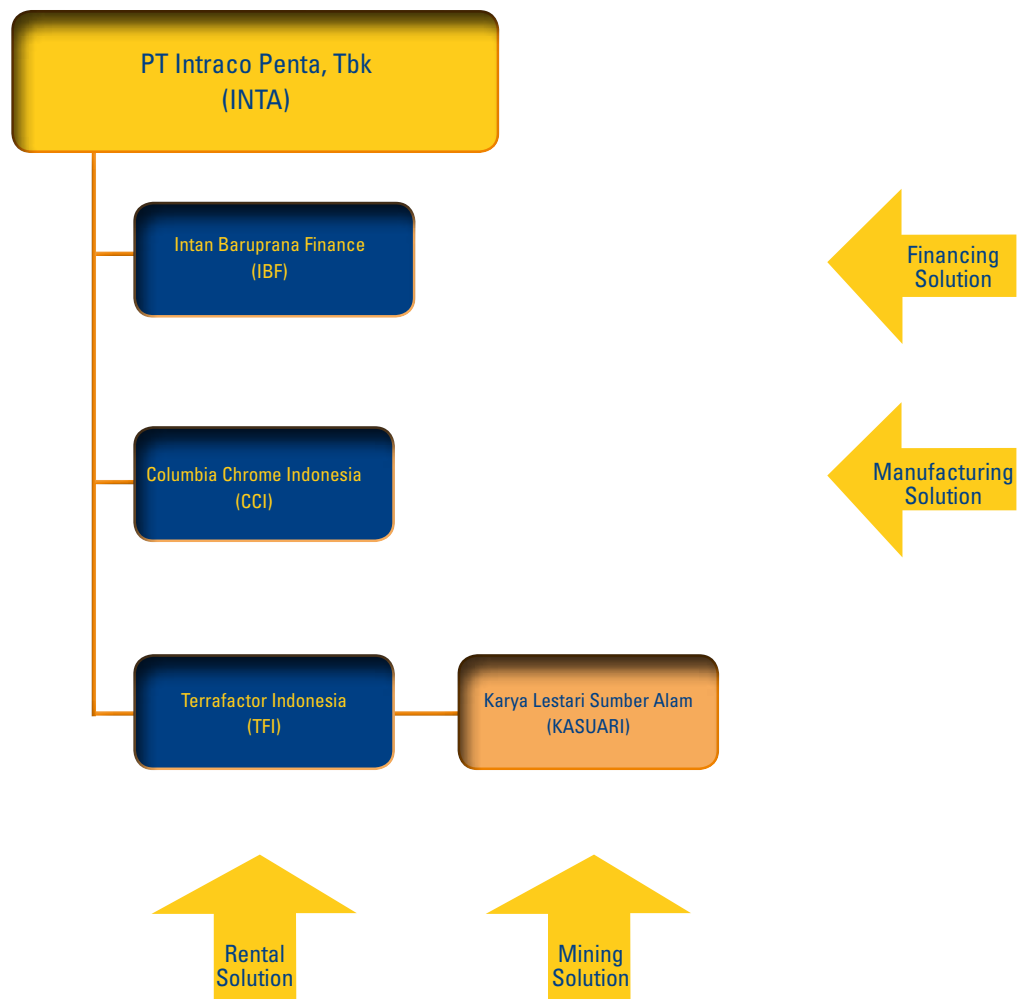 PT Intraco Penta, Tbk
(INTA)
Intan Baruprana Finance
(IBF)
Financing
Solution
Columbia Chrome Indonesia
(CCI)
Manufacturing
Solution
Terrafactor Indonesia
(TFI)
Karya Lestari Sumber Alam
(KASUARI)
Rental
Solution
Mining
Solution